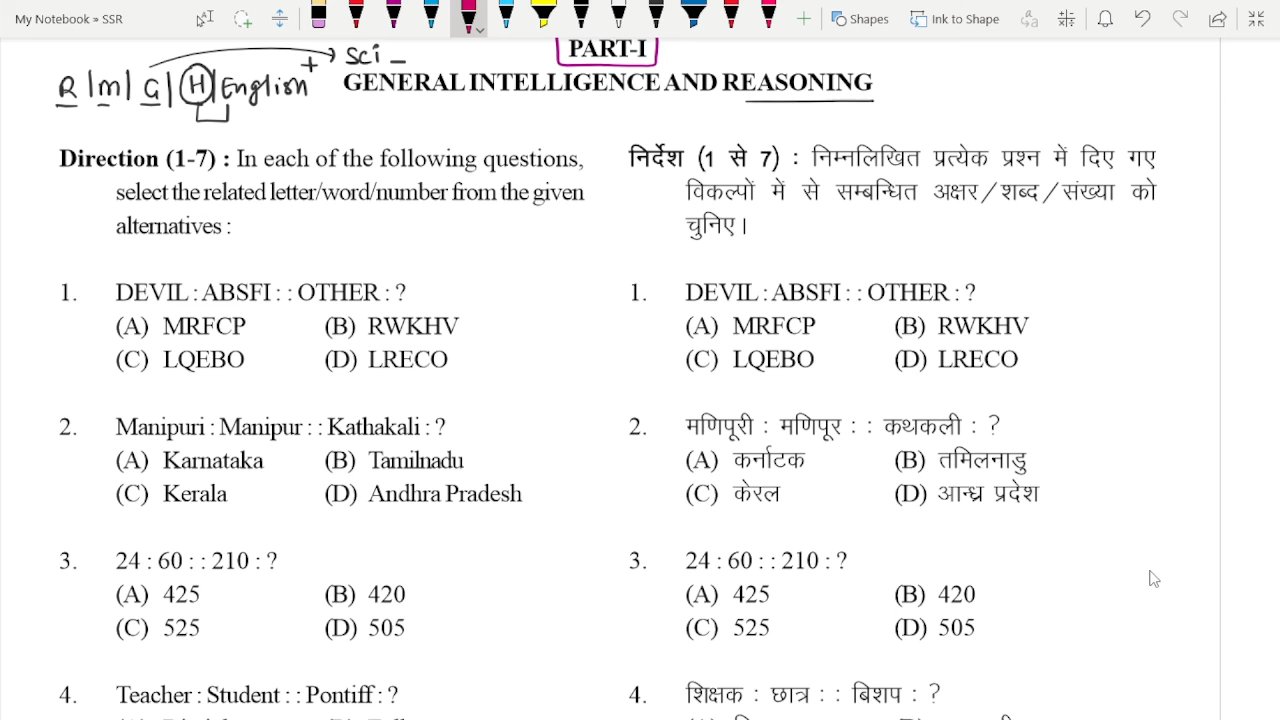 My Notebook » SSR
Shapes
Ink to Shape
R | M | G | H | English + Sci -
PART-I
GENERAL INTELLIGENCE AND REASONING
Direction (1-7) : In each of the following questions,
select the related letter/word/number from the given
alternatives :
1. DEVIL : ABSFI : : OTHER : ?
(A) MRFCP (B) RWKHV
(C) LQEBO (D) LRECO
2. Manipuri : Manipur : : Kathakali : ?
(A) Karnataka (B) Tamilnadu
(C) Kerala (D) Andhra Pradesh
3. 24 : 60 : : 210 : ?
(A) 425 (B) 420
(C) 525 (D) 505
4. Teacher : Student : : Pontiff : ?
निर्देश (1 से 7) : निम्नलिखित प्रत्येक प्रश्न में दिए गए
विकल्पों में से सम्बन्धित अक्षर/शब्द/संख्या को
चुनिए।
1. DEVIL : ABSFI : : OTHER : ?
(A) MRFCP (B) RWKHV
(C) LQEBO (D) LRECO
2. मणिपूरी : मणिपूर : : कथकली : ?
(A) कर्नाटक (B) तमिलनाडु
(C) केरल (D) आन्ध्र प्रदेश
3. 24 : 60 : : 210 : ?
(A) 425 (B) 420
(C) 525 (D) 505
4. शिक्षक : छात्र : : बिशप : ?